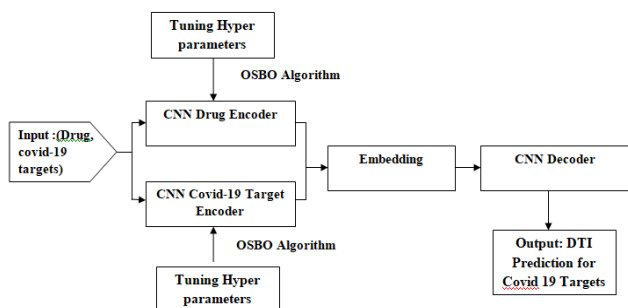 Tuning Hyper
parameters
OSBO Algorithm
Input :(Drug,
covid-19
targets)
CNN Drug Encoder
CNN Covid-19 Target
Encoder
Embedding
CNN Decoder
OSBO Algorithm
Tuning Hyper
parameters
Output: DTI
Prediction for
Covid 19 Targets